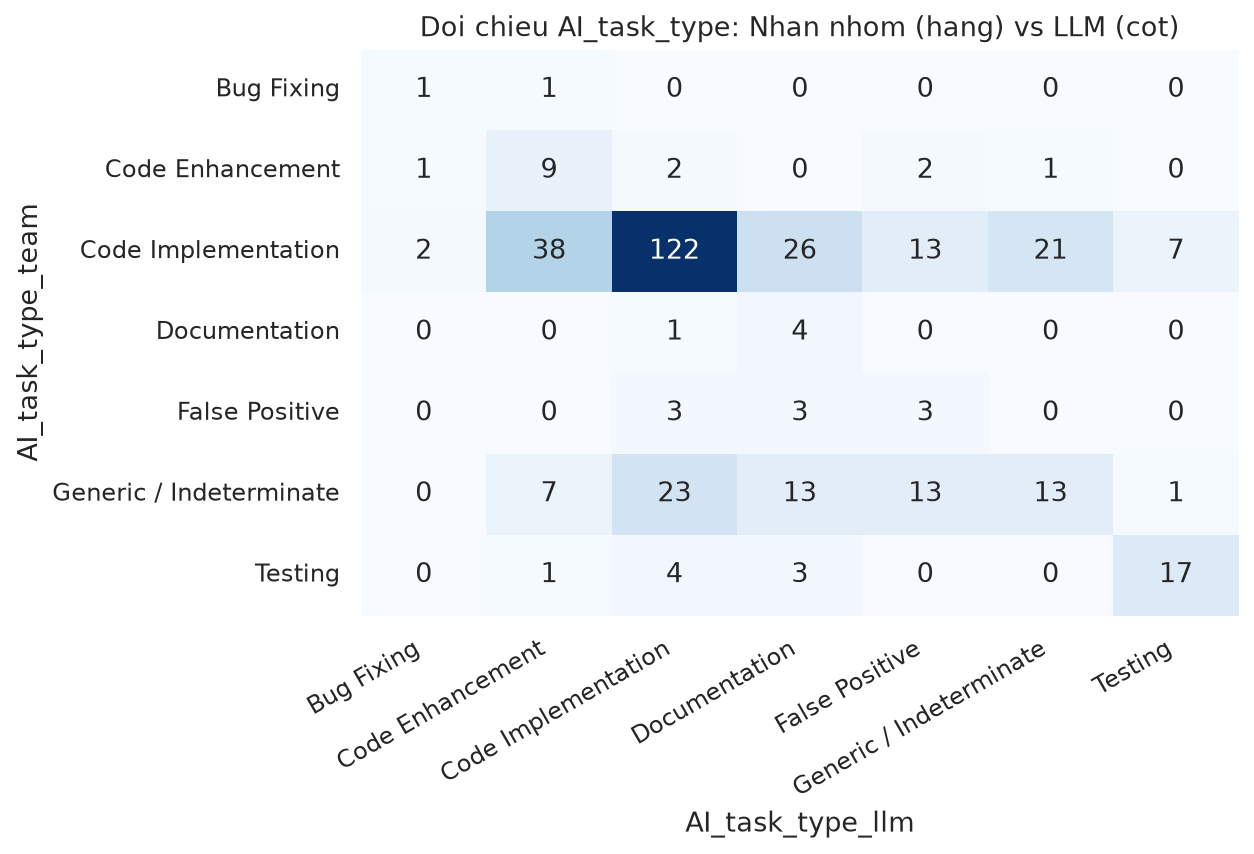 Doi chieu AI_task_type: Nhan nhom (hang) vs LLM (cot)
AI_task_type_team
Bug Fixing 1 1 0 0 0 0 0
Code Enhancement 1 9 2 0 2 1 0
Code Implementation 2 38 122 26 13 21 7
Documentation 0 0 1 4 0 0 0
False Positive 0 0 3 3 3 0 0
Generic / Indeterminate 0 7 23 13 13 13 1
Testing 0 1 4 3 0 0 17
Bug Fixing
Code Enhancement
Code Implementation
Documentation
False Positive
Generic / Indeterminate
Testing
AI_task_type_llm